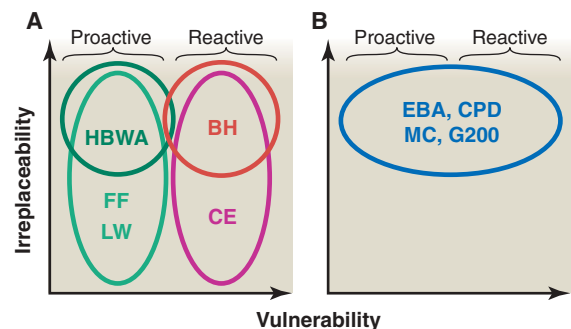 A
B
Proactive
Reactive
Proactive
Reactive
Irreplaceability
HBWA
BH
FF
LW
CE
EBA, CPD
MC, G200
Vulnerability